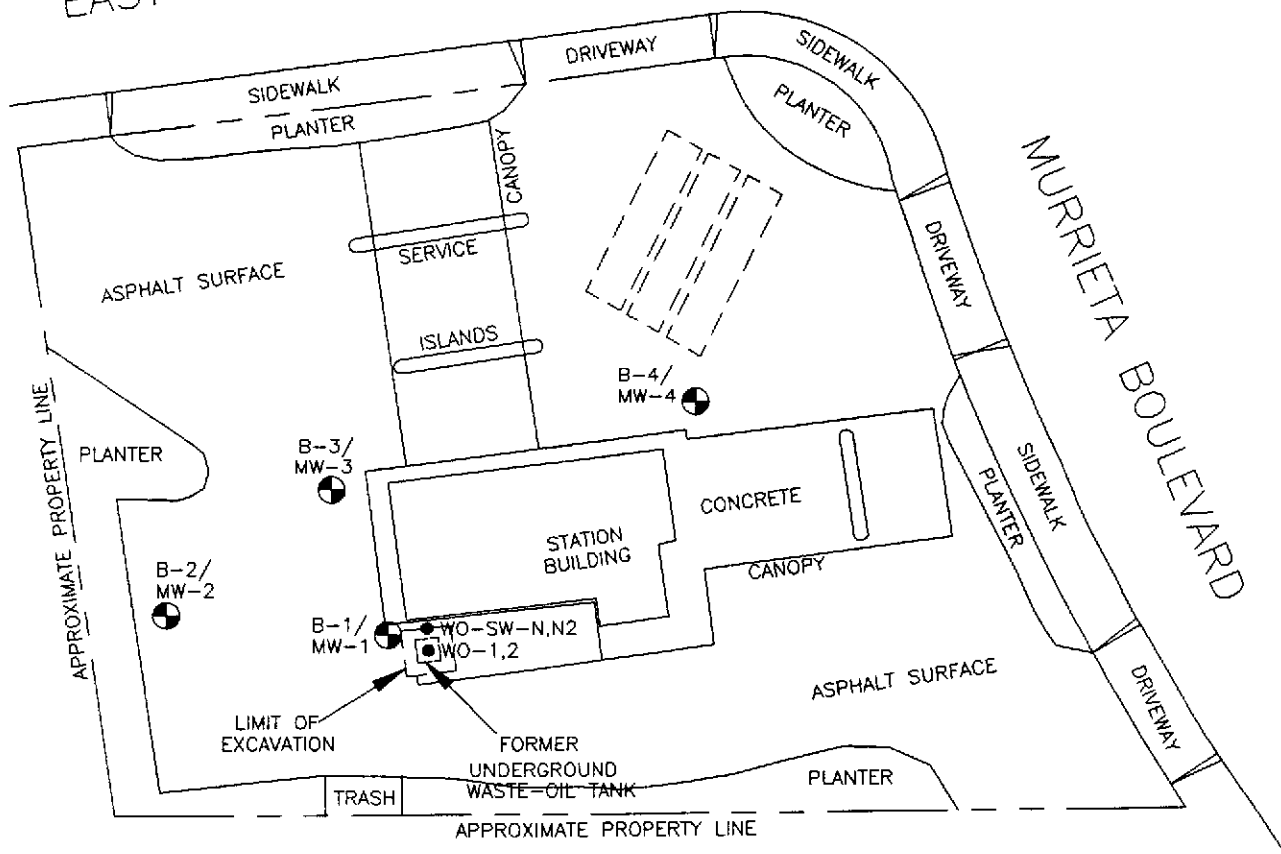 EAST
SIDEWALK
DRIVEWAY
SIDEWALK
PLANTER
PLANTER
CANOPY
MURRIETA BOULEVARD
DRIVEWAY
SERVICE
ASPHALT SURFACE
ISLANDS
B-4/
MW-4
APPROXIMATE PROPERTY LINE
PLANTER
B-3/
MW-3
SIDEWALK
PLANTER
CONCRETE
STATION
BUILDING
CANOPY
B-2/
MW-2
B-1/
MW-1
WO-SW-N,N2
WO-1,2
ASPHALT SURFACE
DRIVEWAY
LIMIT OF
EXCAVATION
FORMER
UNDERGROUND
WASTE-OIL TANK
PLANTER
TRASH
APPROXIMATE PROPERTY LINE